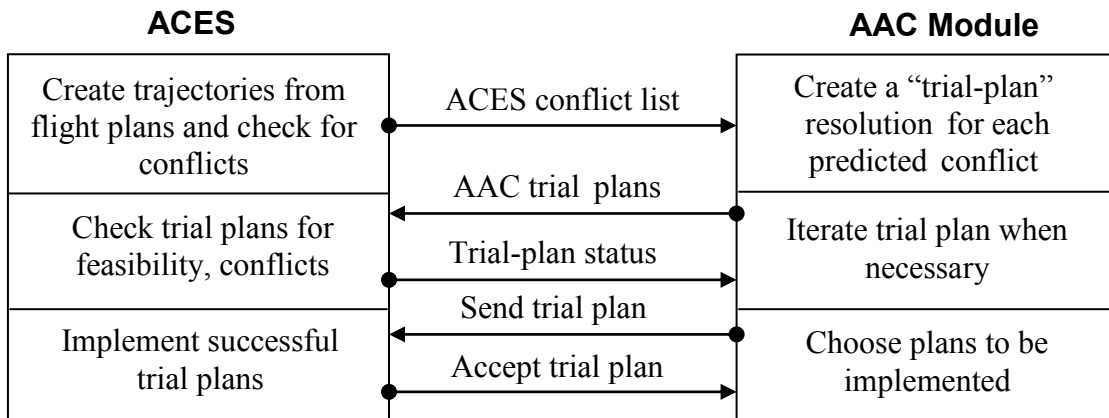 ACES
AAC Module
Create trajectories from
flight plans and check for
conflicts
ACES conflict list
Create a “trial-plan”
resolution for each
predicted conflict
AAC trial plans
Check trial plans for
feasibility, conflicts
Trial-plan status
Iterate trial plan when
necessary
Send trial plan
Implement successful
trial plans
Accept trial plan
Choose plans to be
implemented